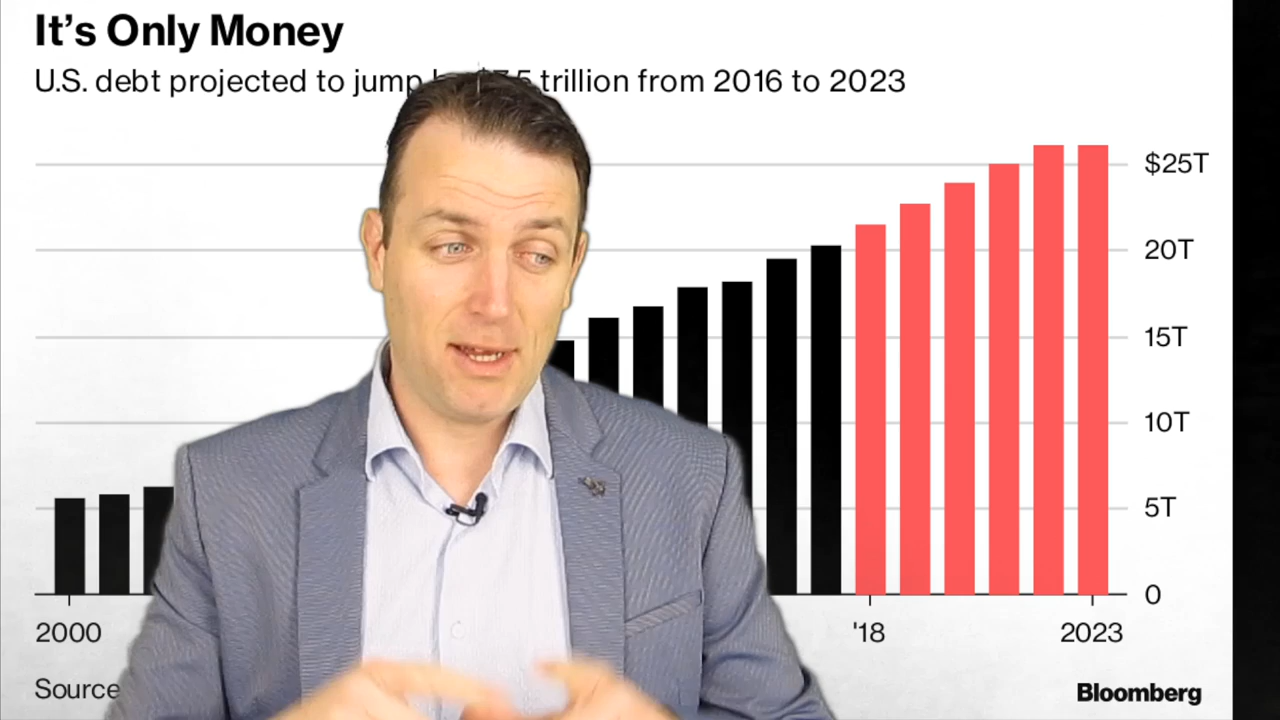 It's Only Money
U.S. debt projected to jump trillion from 2016 to 2023
$25T
20T
15T
10T
5T
0
2000 '18 2023
Source
Bloomberg